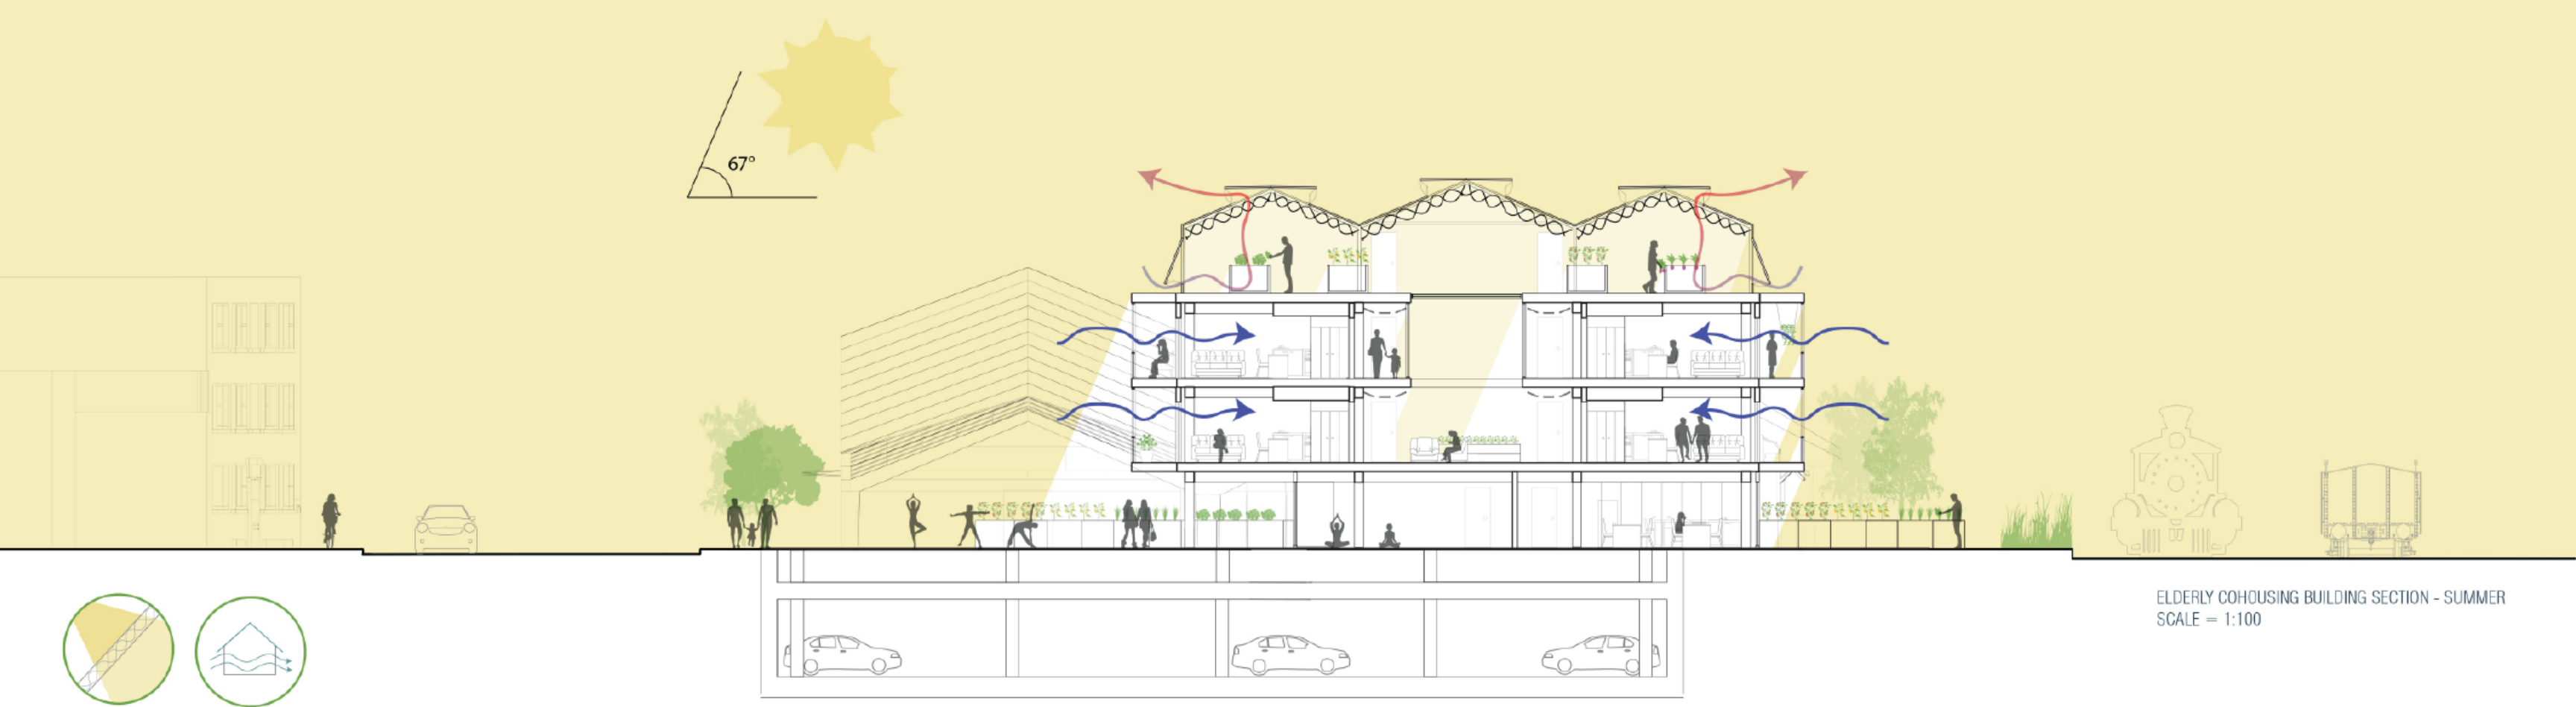 67°
ELDERLY COHOUSING BUILDING SECTION - SUMMER
SCALE = 1:100